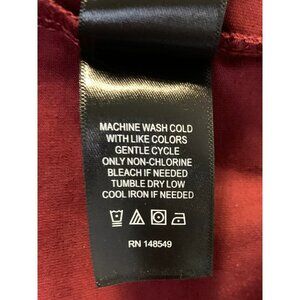 MACHINE WASH COLD
WITH LIKE COLORS
GENTLE CYCLE
ONLY NON-CHLORINE
BLEACH IF NEEDED
TUMBLE DRY LOW
COOL IRON IF NEEDED
RN 148549